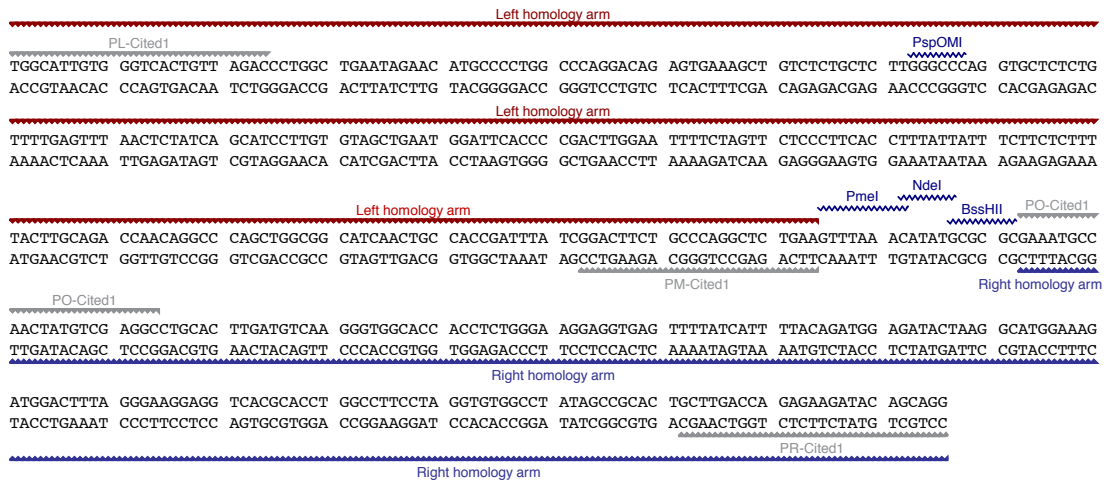 Left homology arm
PL-Cited1 PspOMI
TGGCATTGTG GGTCACTGTT AGACCCTGGC TGAATAGAAC ATGCCCCTGG CCCAGGACAG AGTGAAAGCT GTCTCTGCTC TTGGGCCCAG GTGCTCTCTG
ACCGTAACAC CCAGTGACAA TCTGGGACCG ACTTATCTTG TACGGGGACC GGGTCCTGTC TCACTTTCGA CAGAGACGAG AACCCGGGTC CACGAGAGAC
Left homology arm
TTTTGAGTTT AACTCTATCA GCATCCTTGT GTAGCTGAAT GGATTCACCC CGACTTGGAA TTTTCTAGTT CTCCCTTCAC CTTTATTATT TCTTCTCTTT
AAAACTCAAA TTGAGATAGT CGTAGGAACA CATCGACTTA CCTAAGTGGG GCTGAACCTT AAAAGATCAA GAGGGAAGTG GAAATAATAA AGAAGAGAAA
NdeI
PmeI
Left homology arm BssHII PO-Cited1
TACTTGCAGA CCAACAGGCC CAGCTGGCGG CATCAACTGC CACCGATTTA TCGGACTTCT GCCCAGGCTC TGAAGTTTAA ACATATGCGC GCGAAATGCC
ATGAACGTCT GGTTGTCCGG GTCGACCGCC GTAGTTGACG GTGGCTAAAT AGCCTGAAGA CGGGTCCGAG ACTTCAAATT TGTATACGCG CGCTTTACGG
PM-Cited1 Right homology arm
PO-Cited1
AACTATGTCG AGGCCTGCAC TTGATGTCAA GGGTGGCACC ACCTCTGGGA AGGAGGTGAG TTTTATCATT TTACAGATGG AGATACTAAG GCATGGAAAG
TTGATACAGC TCCGGACGTG AACTACAGTT CCCACCGTGG TGGAGACCCT TCCTCCACTC AAAATAGTAA AATGTCTACC TCTATGATTC CGTACCTTTC
Right homology arm
ATGGACTTTA GGGAAGGAGG TCACGCACCT GGCCTTCCTA GGTGTGGCCT ATAGCCGCAC TGCTTGACCA GAGAAGATAC AGCAGG
TACCTGAAAT CCCTTCCTCC AGTGCGTGGA CCGGAAGGAT CCACACCGGA TATCGGCGTG ACGAACTGGT CTCTTCTATG TCGTCC
PR-Cited1
Right homology arm